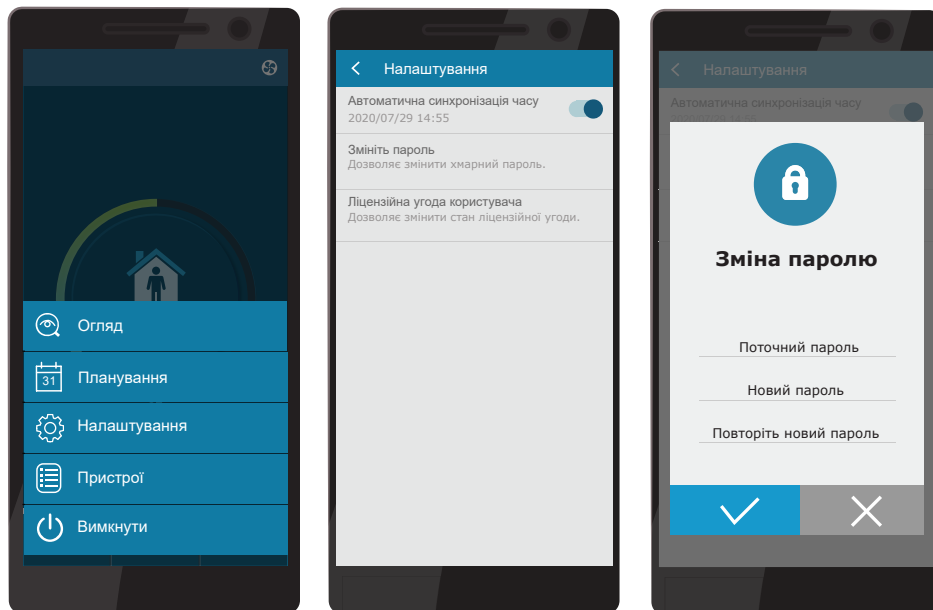 Огляд
31
Планування
Налаштування
Пристрої
Вимкнути
Налаштування
Автоматична синхронізація часу
2020/07/29 14:55
Змініть пароль
Дозволяє змінити хмарний пароль.
Ліцензійна угода користувача
Дозволяє змінити стан ліцензійної угоди.
Налаштування
Автоматична синхронізація часу
Зміна паролю
Поточний пароль
Новий пароль
Повторіть новий пароль